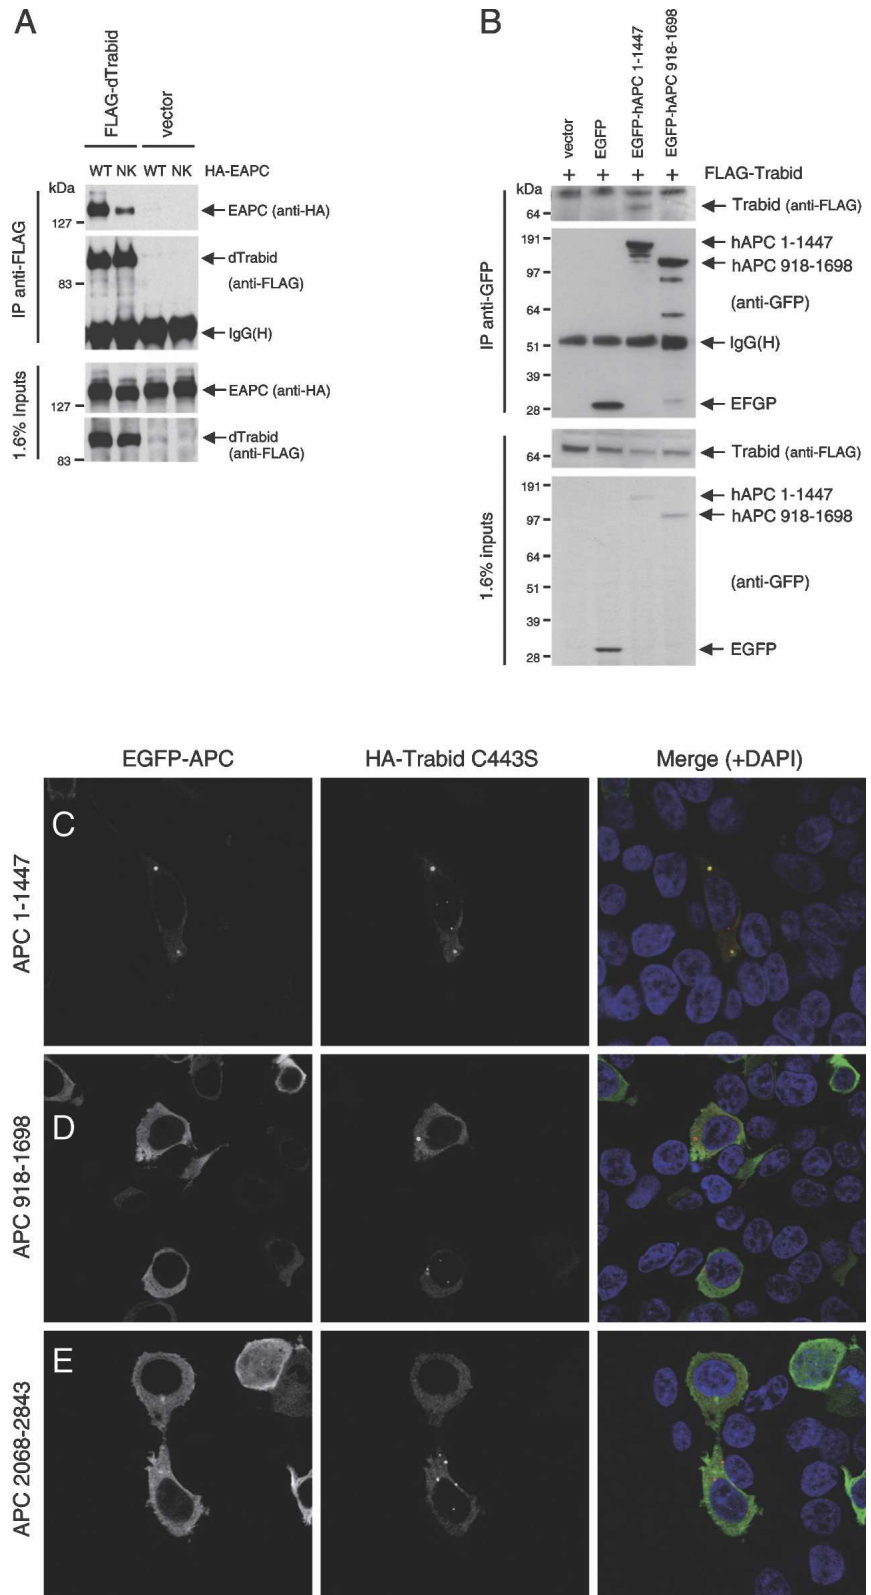 A
FLAG-dTrabid
vector
WT NK WT NK HA-EAPC
kDa
127
EAPC (anti-HA)
dTrabid
(anti-FLAG)
83
IgG(H)
IP anti-FLAG
EAPC (anti-HA)
127
dTrabid
(anti-FLAG)
83
1.6% Inputs
B
vector
EGFP
EGFP-hAPC 1-1447
EGFP-hAPC 918-1698
+ + + + FLAG-Trabid
kDa
64
Trabid (anti-FLAG)
191
hAPC 1-1447
97
hAPC 918-1698
(anti-GFP)
64
51
IgG(H)
39
28
EFGP
IP anti-GFP
64
Trabid (anti-FLAG)
191
hAPC 1-1447
97
hAPC 918-1698
64
(anti-GFP)
51
39
28
EGFP
1.6% inputs
EGFP-APC
HA-Trabid C443S
Merge (+DAPI)
C
APC 1-1447
D
APC 918-1698
E
APC 2068-2843